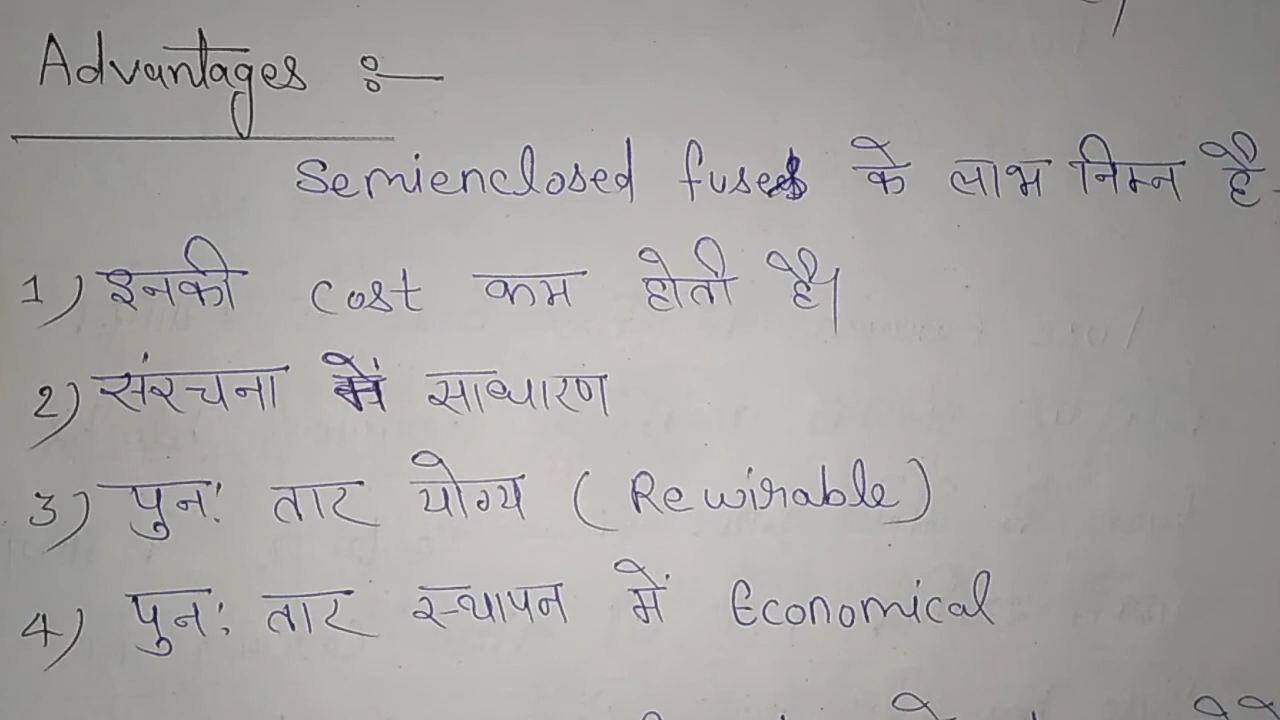 Advantages :-
Semienclosed fuses के लाभ निम्न है
1) इनकी cost कम होती है।
2) संरचना में साधारण
3) पुनः तार योग्य (Rewirable)
4) पुनः तार स्थापन में Economical